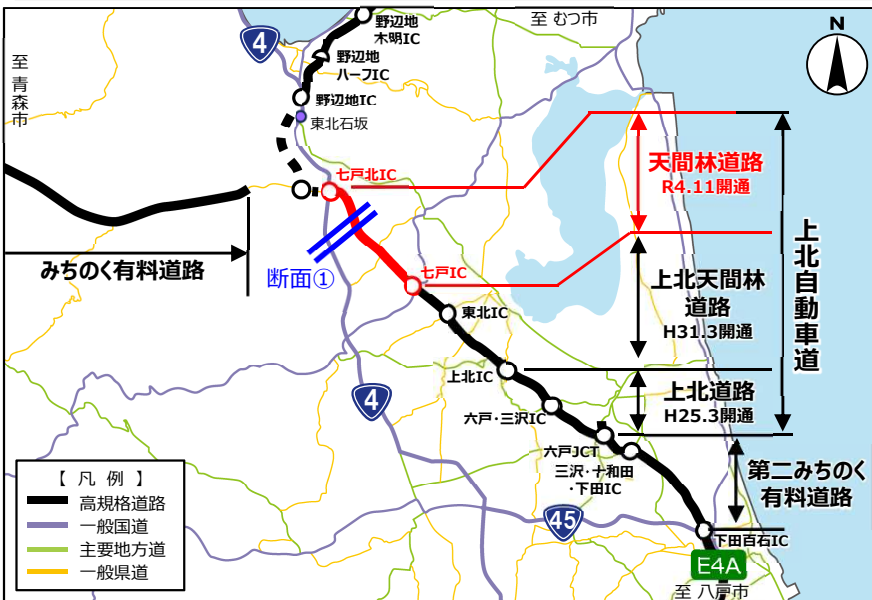 至 むつ市
N
野辺地
木明IC
4
野辺地
ハーフIC
至 青森市
野辺地IC
東北石坂
七戸北IC
天間林道路
R4.11開通
みちのく有料道路
断面①
七戸IC
上北自動車道
上北天間林
道路
H31.3開通
東北IC
上北IC
4
上北道路
H25.3開通
六戸・三沢IC
六戸JCT
三沢・十和田
・下田IC
第二みちのく
有料道路
45
下田百石IC
E4A
至 八戸市
【 凡 例 】
高規格道路
一般国道
主要地方道
一般県道